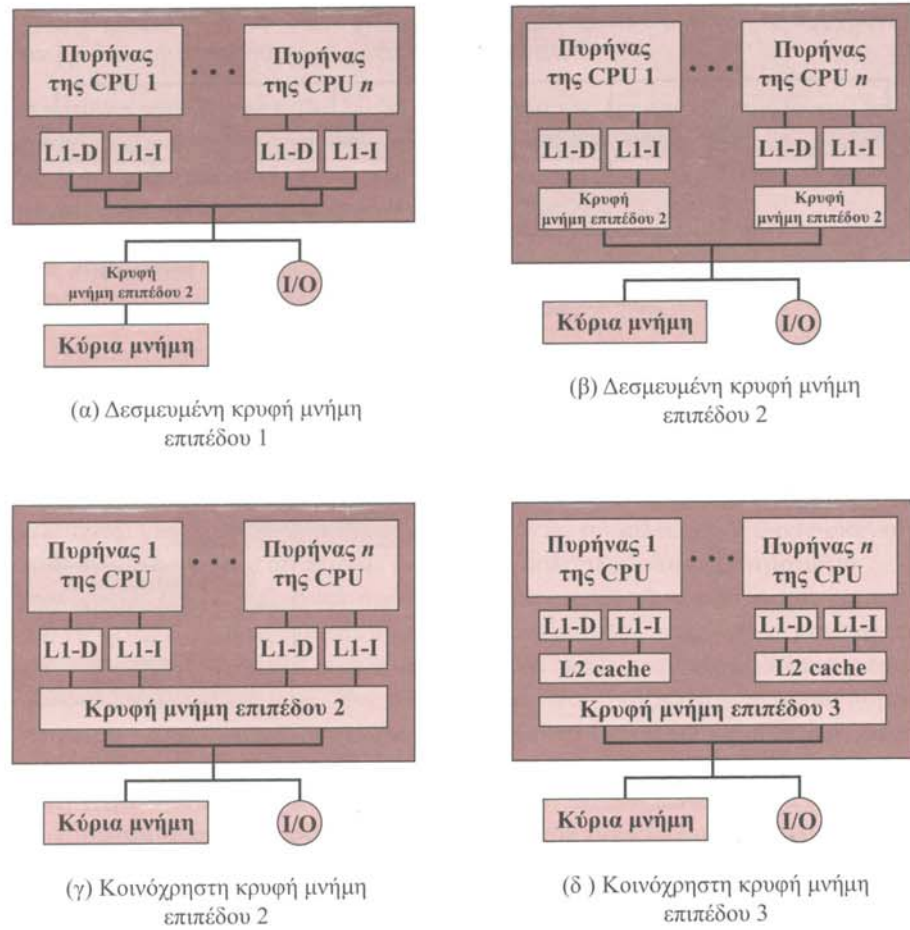 Πυρήνας
της CPU 1
Πυρήνας
της CPU n
L1-D
L1-I
L1-D
L1-I
Κρυφή
μνήμη επιπέδου 2
I/O
Κύρια μνήμη
(α) Δεσμευμένη κρυφή μνήμη
επιπέδου 1
Πυρήνας
της CPU 1
Πυρήνας
της CPU n
L1-D
L1-I
L1-D
L1-I
Κρυφή
μνήμη επιπέδου 2
Κρυφή
μνήμη επιπέδου 2
Κύρια μνήμη
I/O
(β) Δεσμευμένη κρυφή μνήμη
επιπέδου 2
Πυρήνας 1
της CPU
Πυρήνας n
της CPU
L1-D
L1-I
L1-D
L1-I
Κρυφή μνήμη επιπέδου 2
Κύρια μνήμη
I/O
(γ) Κοινόχρηστη κρυφή μνήμη
επιπέδου 2
Πυρήνας 1
της CPU
Πυρήνας n
της CPU
L1-D
L1-I
L1-D
L1-I
L2 cache
L2 cache
Κρυφή μνήμη επιπέδου 3
Κύρια μνήμη
I/O
(δ ) Κοινόχρηστη κρυφή μνήμη
επιπέδου 3